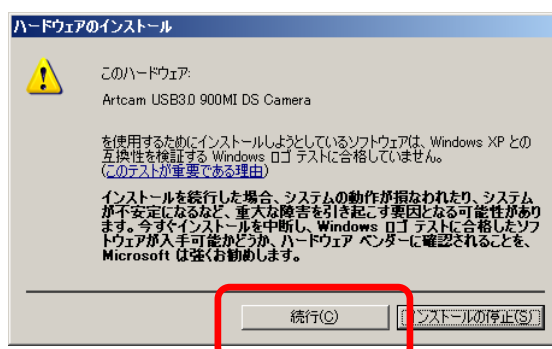 ハードウェアのインストール
このハードウェア:
Artcam USB3.0 900MI DS Camera
を使用するためにインストールしようとしているソフトウェアは、Windows XP との
互換性を検証する Windows ロゴ テストに合格していません。
(このテストが重要である理由)
インストールを続行した場合、システムの動作が損なわれたり、システム
が不安定になるなど、重大な障害を引き起こす要因となる可能性があり
ます。今すぐインストールを中断し、Windows ロゴ テストに合格したソフ
トウェアが入手可能かどうか、ハードウェア ベンダーに確認されることを、
Microsoft は強くお勧めします。
続行(C)
インストールの停止(S)